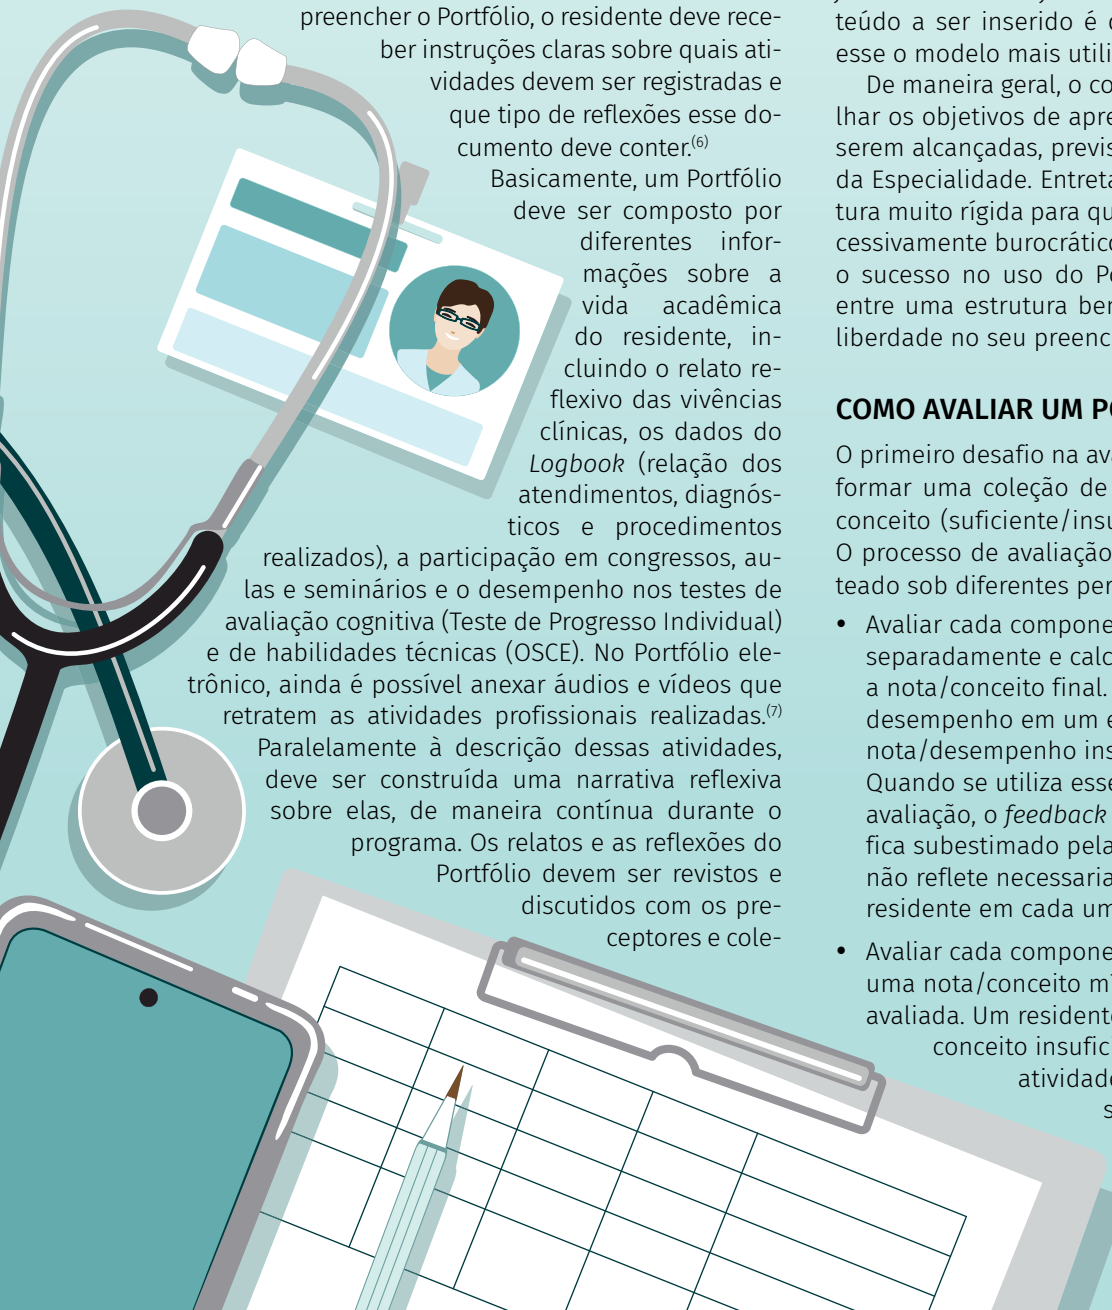 preencher o Portfólio, o residente deve rece-
ber instruções claras sobre quais ati-
vidades devem ser registradas e
que tipo de reflexões esse do-
cumento deve conter.(6)
Basicamente, um Portfólio
deve ser composto por
diferentes infor-
mações sobre a
vida acadêmica
do residente, in-
cluindo o relato re-
flexivo das vivências
clínicas, os dados do
Logbook (relação dos
atendimentos, diagnós-
ticos e procedimentos
realizados), a participação em congressos, au-
las e seminários e o desempenho nos testes de
avaliação cognitiva (Teste de Progresso Individual)
e de habilidades técnicas (OSCE). No Portfólio ele-
trônico, ainda é possível anexar áudios e vídeos que
retratem as atividades profissionais realizadas.(7)
Paralelamente à descrição dessas atividades,
deve ser construída uma narrativa reflexiva
sobre elas, de maneira contínua durante o
programa. Os relatos e as reflexões do
Portfólio devem ser revistos e
discutidos com os pre-
ceptores e cole-
teúdo a ser inserido é
esse o modelo mais utili
De maneira geral, o co
lhar os objetivos de apre
serem alcançadas, previs
da Especialidade. Entreta
tura muito rígida para qu
cessivamente burocrático
o sucesso no uso do Po
entre uma estrutura ber
liberdade no seu preenc
COMO AVALIAR UM PO
O primeiro desafio na ava
formar uma coleção de
conceito (suficiente/insu
O processo de avaliação
teado sob diferentes per
• Avaliar cada compone
separadamente e calc
a nota/conceito final.
desempenho em um e
nota/desempenho ins
Quando se utiliza esse
avaliação, o feedback
fica subestimado pela
não reflete necessaria
residente em cada um
• Avaliar cada compone
uma nota/conceito mí
avaliada. Um residente
conceito insufici
atividade
s